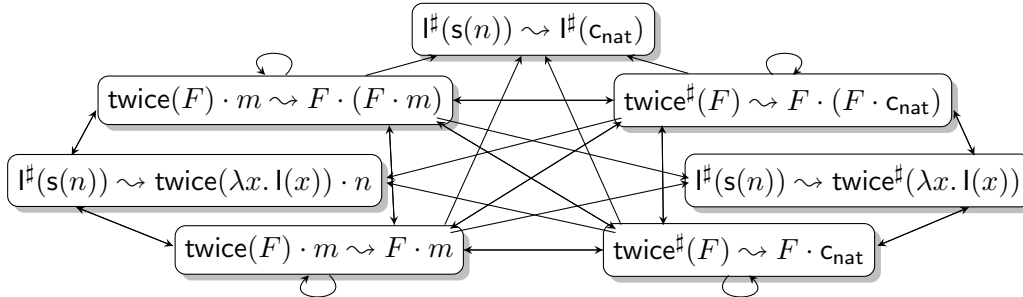 I♯(s(n)) ⤳ I♯(c_nat)
twice(F) · m ⤳ F · (F · m)
twice♯(F) ⤳ F · (F · c_nat)
I♯(s(n)) ⤳ twice(λx. I(x)) · n
I♯(s(n)) ⤳ twice♯(λx. I(x))
twice(F) · m ⤳ F · m
twice♯(F) ⤳ F · c_nat